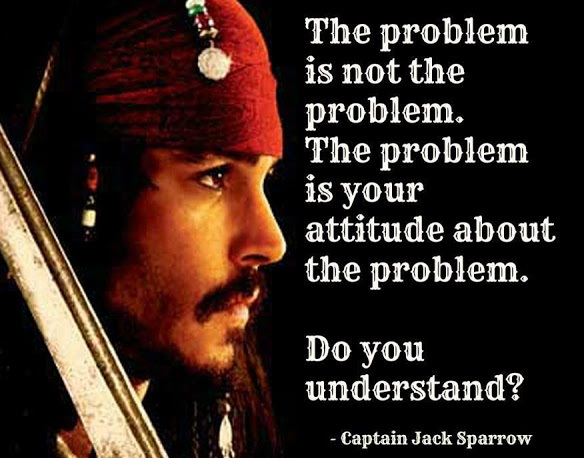 The problem
is not the
problem.
The problem
is your
attitude about
the problem.
Do you
understand?
- Captain Jack Sparrow